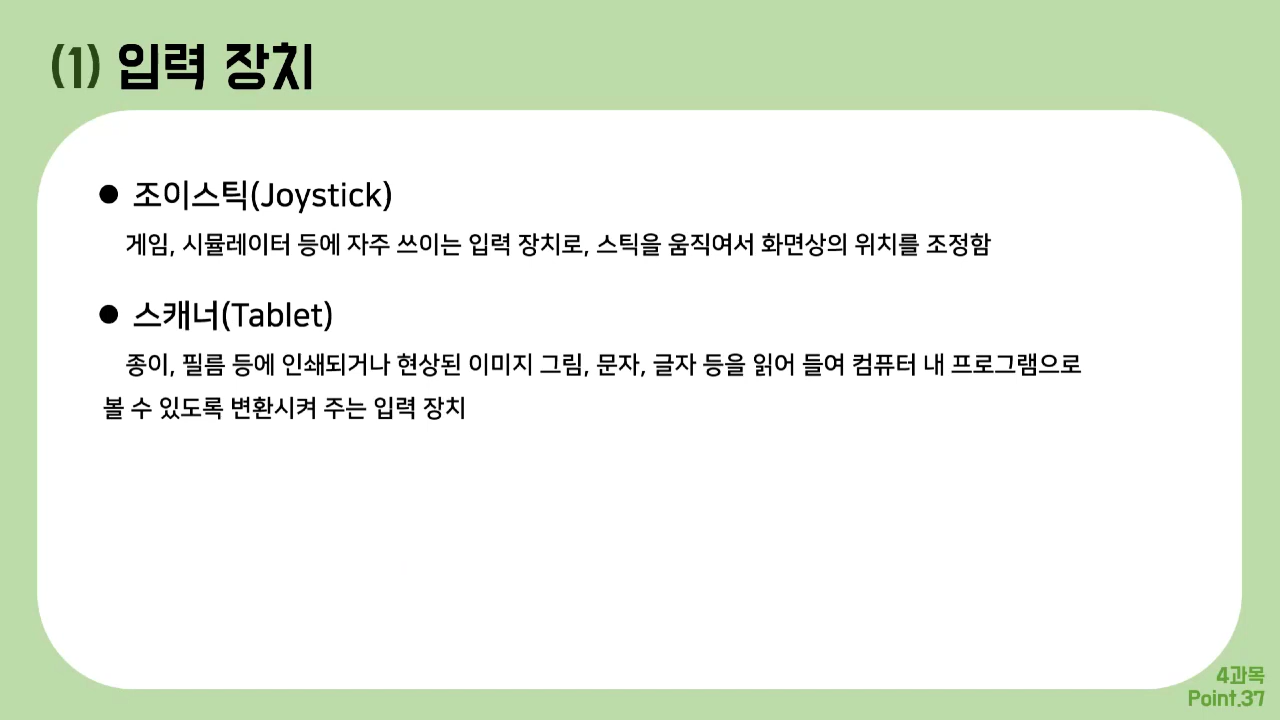 (1) 입력 장치
● 조이스틱(Joystick)
게임, 시뮬레이터 등에 자주 쓰이는 입력 장치로, 스틱을 움직여서 화면상의 위치를 조정함
● 스캐너(Tablet)
종이, 필름 등에 인쇄되거나 현상된 이미지 그림, 문자, 글자 등을 읽어 들여 컴퓨터 내 프로그램으로
볼 수 있도록 변환시켜 주는 입력 장치
4과목
Point.37